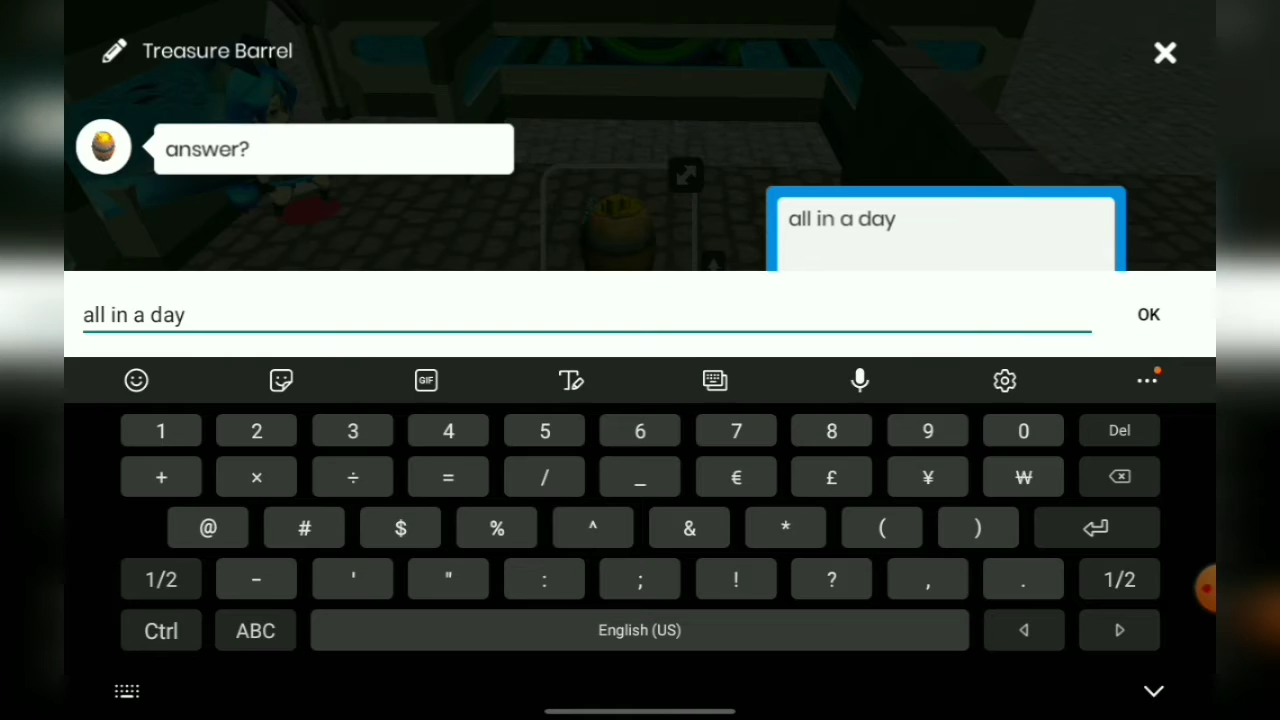 Treasure Barrel
answer?
all in a day
all in a day
OK
GIF
1 2 3 4 5 6 7 8 9 0 Del
+ × ÷ = / _ € £ ¥ ₩
@ # $ % ^ & * ( )
1/2 - ' " : ; ! ? , . 1/2
Ctrl ABC English (US)